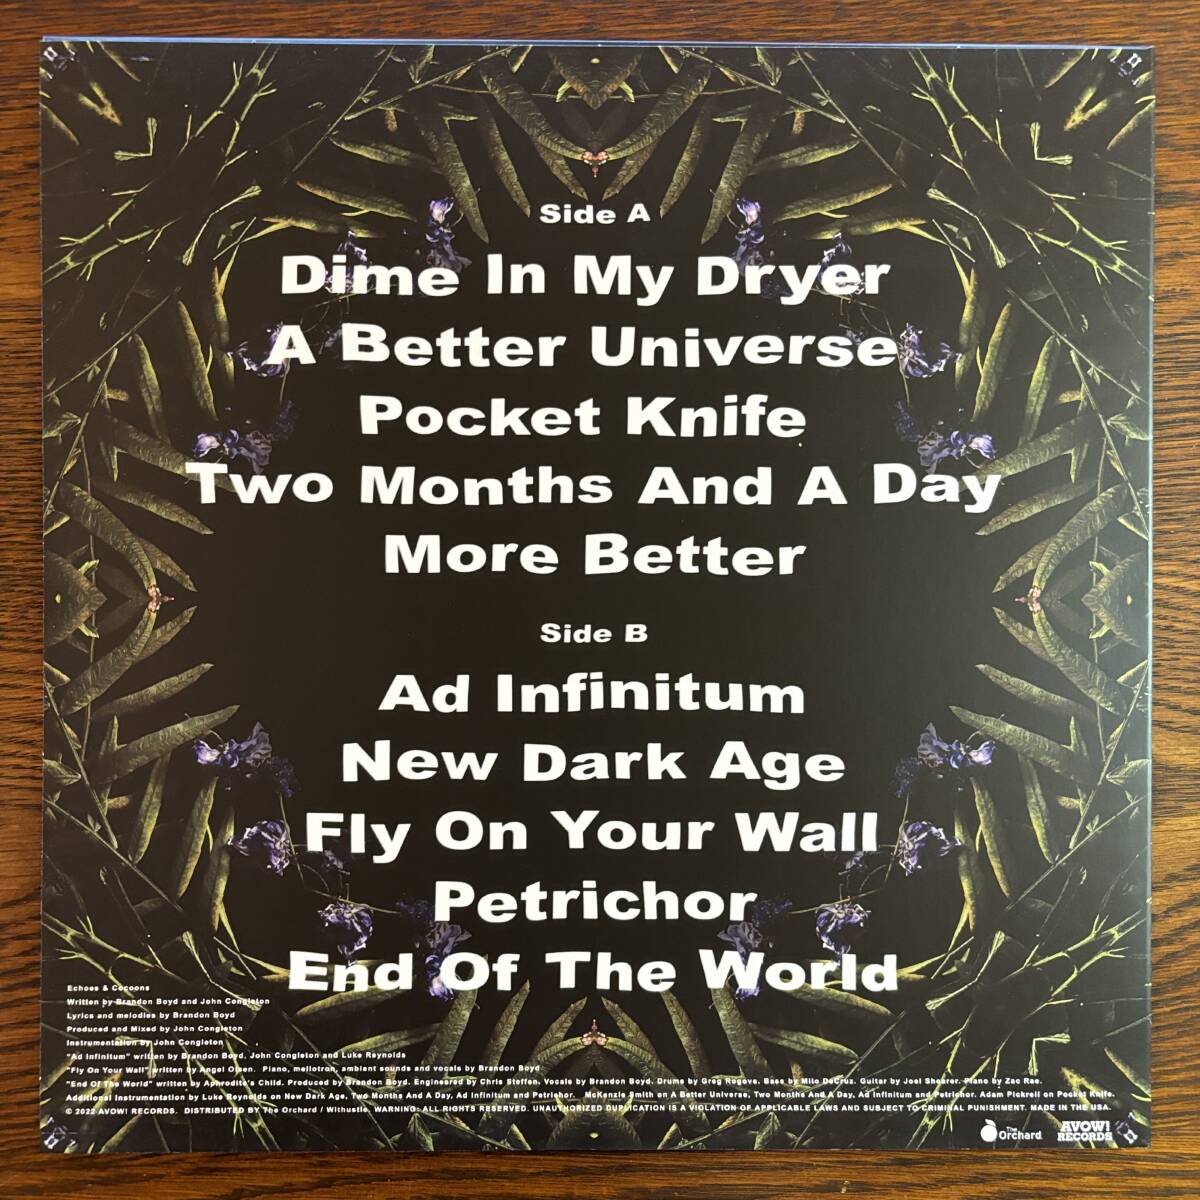 Side A
Dime In My Dryer
A Better Universe
Pocket Knife
Two Months And A Day
More Better
Side B
Ad Infinitum
New Dark Age
Fly On Your Wall
Petrichor
End Of The World
Echoes & Cocoons
Written by Brandon Boyd and John Congleton
Lyrics and melodies by Brandon Boyd
Produced and Mixed by John Congleton
Instrumentation by John Congleton
"Ad Infinitum" written by Brandon Boyd, John Congleton and Luke Reynolds
"Fly On Your Wall" written by Angel Olsen. Piano, mellotron, ambient sounds and vocals by Brandon Boyd
"End Of The World" written by Aphrodite's Child. Produced by Brandon Boyd. Engineered by Chris Steffen. Vocals by Brandon Boyd. Drums by Greg Rogove. Bass by Milo DeCruz. Guitar by Joel Shearer. Piano by Zac Rae.
Additional Instrumentation by Luke Reynolds on New Dark Age, Two Months And A Day, Ad Infinitum and Petrichor. McKenzie Smith on A Better Universe, Two Months And A Day, Ad Infinitum and Petrichor. Adam Pickrell on Pocket Knife.
© 2022 AVOW! RECORDS. DISTRIBUTED BY The Orchard / Withustle. WARNING: ALL RIGHTS RESERVED. UNAUTHORIZED DUPLICATION IS A VIOLATION OF APPLICABLE LAWS AND SUBJECT TO CRIMINAL PUNISHMENT. MADE IN THE USA.
The Orchard
AVOW!
RECORDS